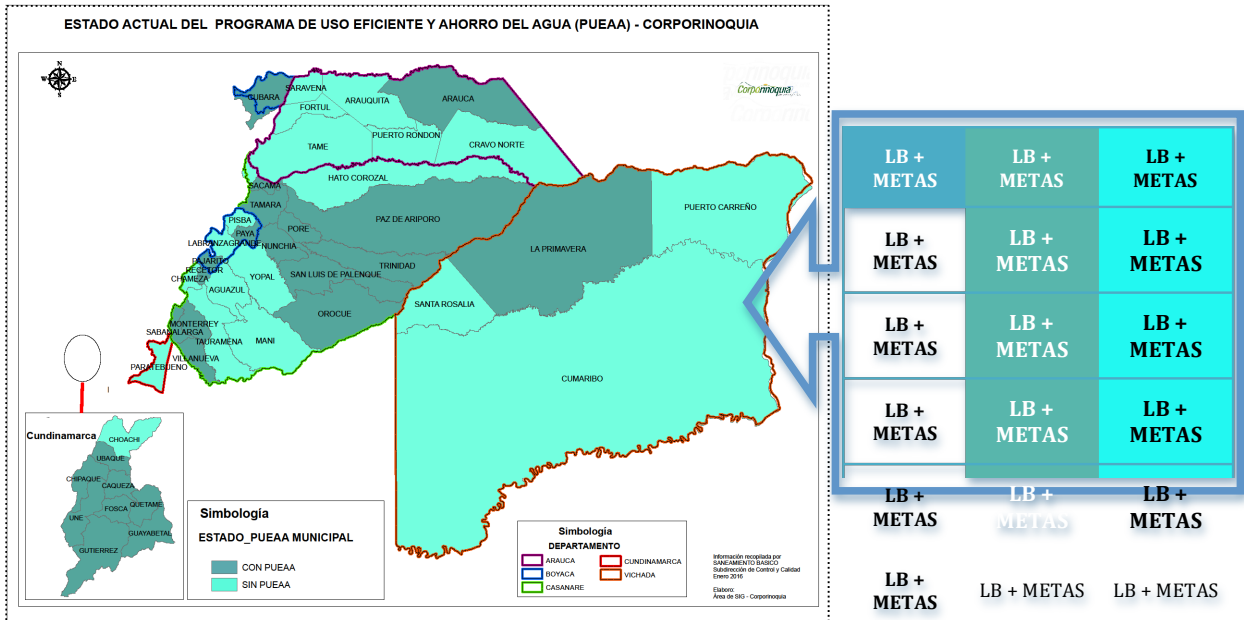 ESTADO ACTUAL DEL PROGRAMA DE USO EFICIENTE Y AHORRO DEL AGUA (PUEAA) - CORPORINOQUIA
N
W E
S
Corporinoquia
CUBARA
SARAVENA
ARAUQUITA
ARAUCA
FORTUL
TAME
PUERTO RONDON
CRAVO NORTE
HATO COROZAL
SACAMA
TAMARA
PAZ DE ARIPORO
PUERTO CARREÑO
PISBA
PAYA
PORE
LABRANZAGRANDE
NUNCHIA
LA PRIMAVERA
PAJARITO
RECETOR
CHAMEZA
YOPAL
SAN LUIS DE PALENQUE
TRINIDAD
AGUAZUL
OROCUE
SANTA ROSALIA
MONTERREY
SABANALARGA
TAURAMENA
MANI
VILLANUEVA
PARATEBUENO
CUMARIBO
Cundinamarca
CHOACHI
UBAQUE
CHIPAQUE
CAQUEZA
FOSCA
QUETAME
UNE
GUAYABETAL
GUTIERREZ
Simbología
ESTADO_PUEAA MUNICIPAL
CON PUEAA
SIN PUEAA
Simbología
DEPARTAMENTO
ARAUCA
BOYACA
CASANARE
CUNDINAMARCA
VICHADA
Información recopilada por
SANEAMIENTO BASICO
Subdirección de Control y Calidad
Enero 2016
Elaboro:
Área de SIG - Corporinoquia
LB +
METAS
LB +
METAS
LB +
METAS
LB +
METAS
LB +
METAS
LB +
METAS
LB +
METAS
LB +
METAS
LB +
METAS
LB +
METAS
LB +
METAS
LB +
METAS
LB +
METAS
LB +
METAS
LB +
METAS
LB +
METAS
LB + METAS
LB + METAS